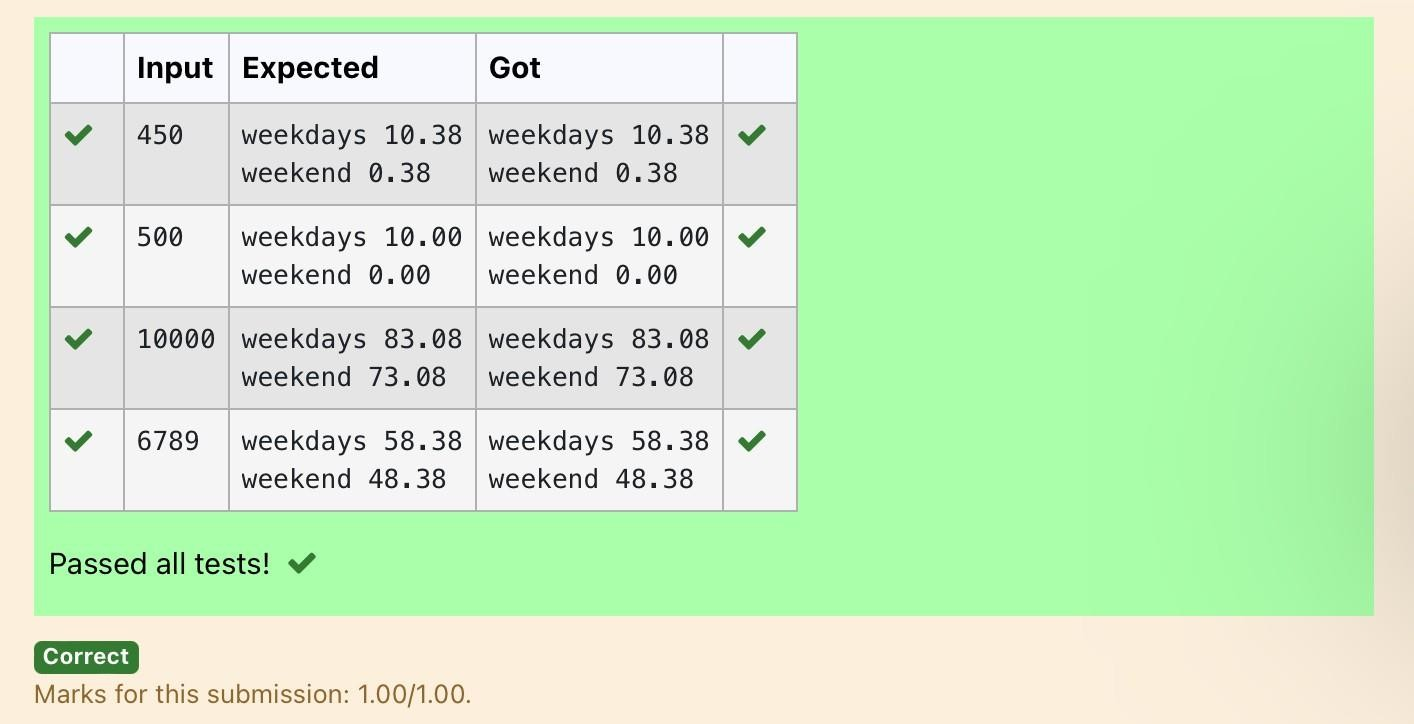 Input Expected Got
450 weekdays 10.38 weekdays 10.38
weekend 0.38 weekend 0.38
500 weekdays 10.00 weekdays 10.00
weekend 0.00 weekend 0.00
10000 weekdays 83.08 weekdays 83.08
weekend 73.08 weekend 73.08
6789 weekdays 58.38 weekdays 58.38
weekend 48.38 weekend 48.38
Passed all tests!
Correct
Marks for this submission: 1.00/1.00.